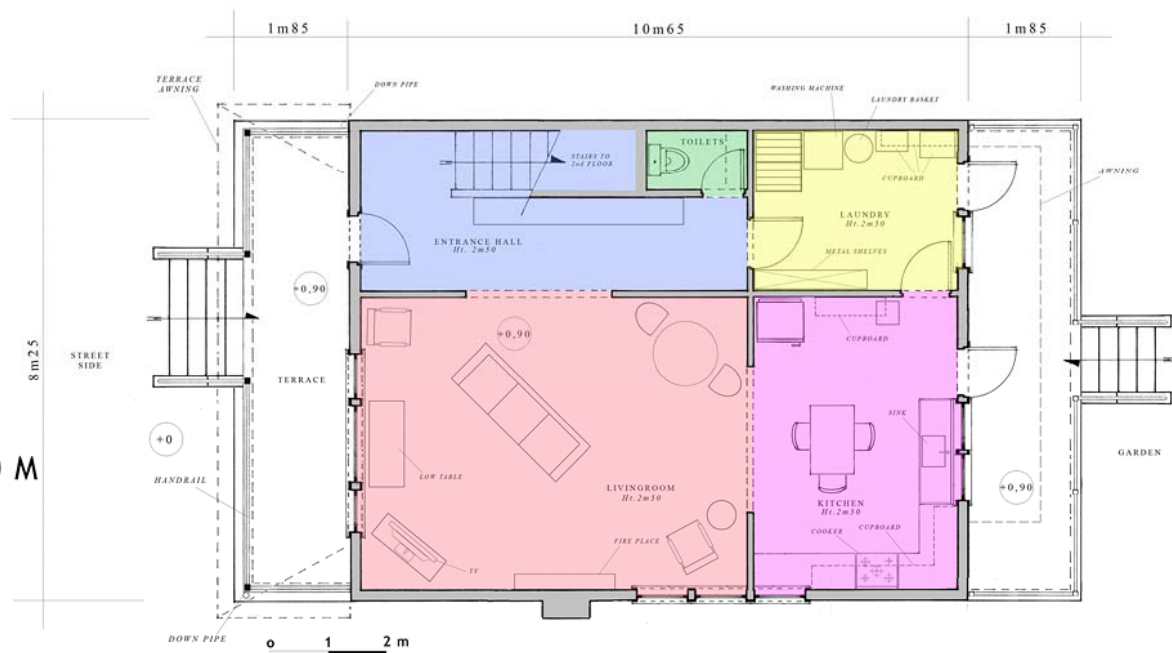 1m85
10m65
1m85
TERRACE
AWNING
DOWN PIPE
WASHING MACHINE
LAUNDRY BASKET
TOILETS
STAIRS TO
2nd FLOOR
CUPBOARD
AWNING
LAUNDRY
Ht. 2m50
ENTRANCE HALL
Ht. 2m50
METAL SHELVES
+0,90
+0,90
8m25
STREET
SIDE
TERRACE
CUPBOARD
SINK
+0
M
HANDRAIL
LOW TABLE
LIVINGROOM
Ht. 2m50
KITCHEN
Ht. 2m50
GARDEN
+0,90
COOKER
CUPBOARD
FIRE PLACE
TV
DOWN PIPE
0 1 2 m